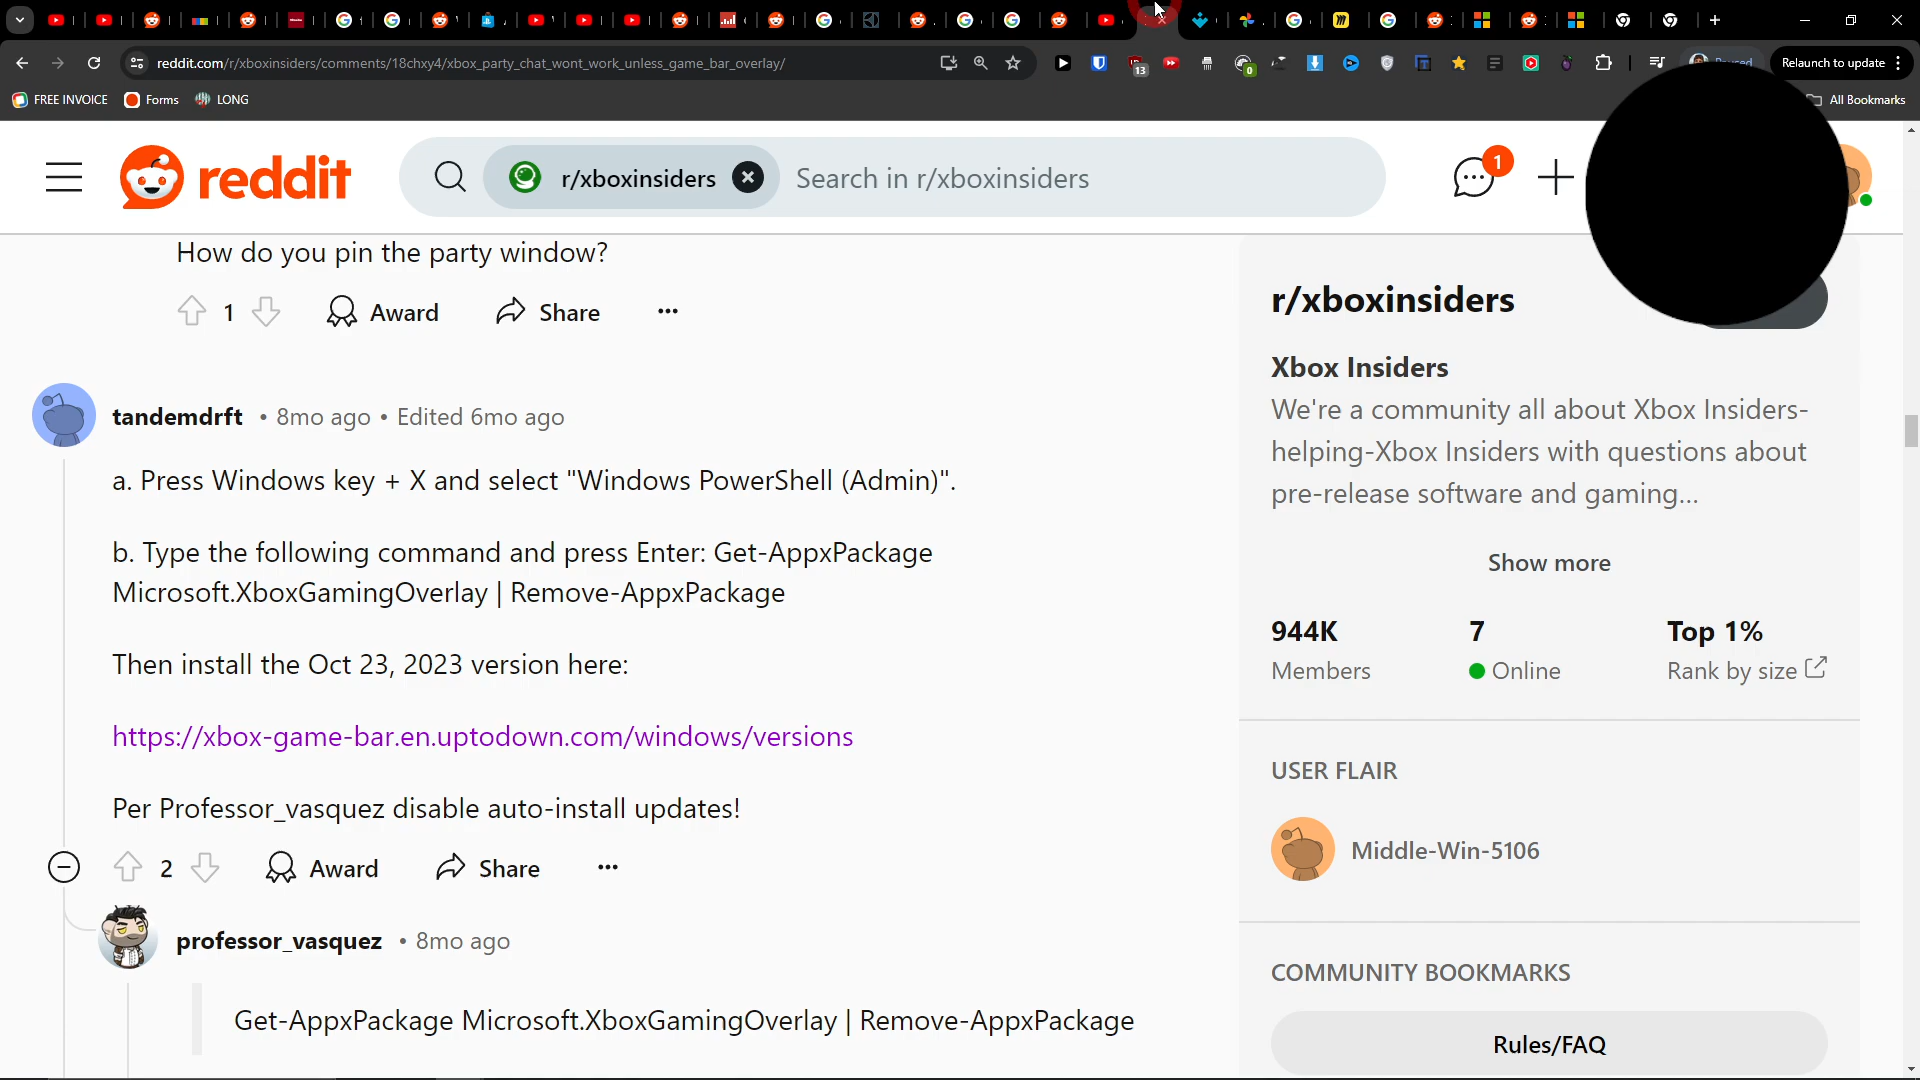 reddit.com/r/xboxinsiders/comments/18chxy4/xbox_party_chat_wont_work_unless_game_bar_overlay/
13
0
Paused
Relaunch to update
FREE INVOICE
Forms
LONG
All Bookmarks
reddit
r/xboxinsiders
Search in r/xboxinsiders
1
How do you pin the party window?
1
Award
Share
tandemdrft • 8mo ago • Edited 6mo ago
a. Press Windows key + X and select "Windows PowerShell (Admin)".
b. Type the following command and press Enter: Get-AppxPackage
Microsoft.XboxGamingOverlay | Remove-AppxPackage
Then install the Oct 23, 2023 version here:
https://xbox-game-bar.en.uptodown.com/windows/versions
Per Professor_vasquez disable auto-install updates!
2
Award
Share
professor_vasquez • 8mo ago
Get-AppxPackage Microsoft.XboxGamingOverlay | Remove-AppxPackage
r/xboxinsiders
Xbox Insiders
We're a community all about Xbox Insiders-
helping-Xbox Insiders with questions about
pre-release software and gaming...
Show more
944K
Members
7
Online
Top 1%
Rank by size
USER FLAIR
Middle-Win-5106
COMMUNITY BOOKMARKS
Rules/FAQ